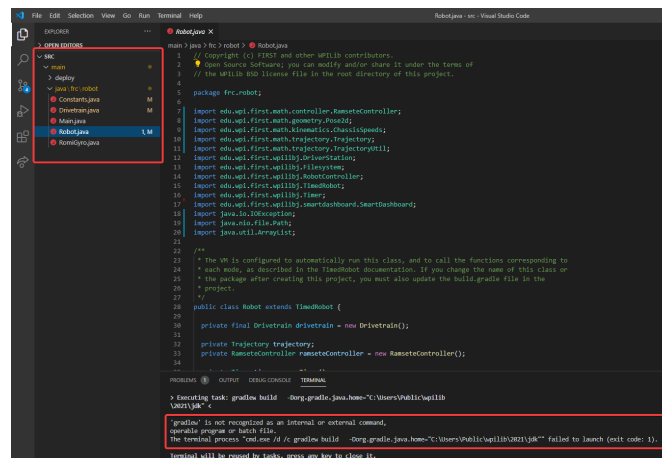 File Edit Selection View Go Run Terminal Help
Robot.java - src - Visual Studio Code
EXPLORER
OPEN EDITORS
SRC
main
deploy
java\frc\robot
Constants.java M
Drivetrain.java M
Main.java
Robot.java 1, M
RomiGyro.java
Robot.java
main > java > frc > robot > Robot.java
1 // Copyright (c) FIRST and other WPILib contributors.
2 // Open Source Software; you can modify and/or share it under the terms of
3 // the WPILib BSD license file in the root directory of this project.
4
5 package frc.robot;
6
7 import edu.wpi.first.math.controller.RamseteController;
8 import edu.wpi.first.math.geometry.Pose2d;
9 import edu.wpi.first.math.kinematics.ChassisSpeeds;
10 import edu.wpi.first.math.trajectory.Trajectory;
11 import edu.wpi.first.math.trajectory.TrajectoryUtil;
12 import edu.wpi.first.wpilibj.DriverStation;
13 import edu.wpi.first.wpilibj.Filesystem;
14 import edu.wpi.first.wpilibj.RobotController;
15 import edu.wpi.first.wpilibj.TimedRobot;
16 import edu.wpi.first.wpilibj.Timer;
17 import edu.wpi.first.wpilibj.smartdashboard.SmartDashboard;
18 import java.io.IOException;
19 import java.nio.file.Path;
20 import java.util.ArrayList;
21
22 /**
23 * The VM is configured to automatically run this class, and to call the functions corresponding to
24 * each mode, as described in the TimedRobot documentation. If you change the name of this class or
25 * the package after creating this project, you must also update the build.gradle file in the
26 * project.
27 */
28 public class Robot extends TimedRobot {
29
30 private final Drivetrain drivetrain = new Drivetrain();
31
32 private Trajectory trajectory;
33 private RamseteController ramseteController = new RamseteController();
34
PROBLEMS 1 OUTPUT DEBUG CONSOLE TERMINAL
> Executing task: gradlew build -Dorg.gradle.java.home="C:\Users\Public\wpilib
\2021\jdk" <
'gradlew' is not recognized as an internal or external command,
operable program or batch file.
The terminal process "cmd.exe /d /c gradlew build -Dorg.gradle.java.home="C:\Users\Public\wpilib\2021\jdk"" failed to launch (exit code: 1).
Terminal will be reused by tasks, press any key to close it.